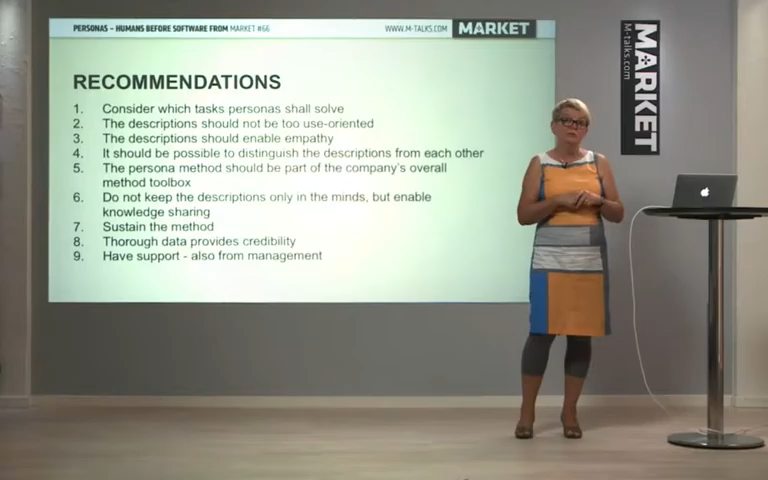 PERSONAS – HUMANS BEFORE SOFTWARE FROM MARKET #66
WWW.M-TALKS.COM
MARKET
RECOMMENDATIONS
1. Consider which tasks personas shall solve
2. The descriptions should not be too use-oriented
3. The descriptions should enable empathy
4. It should be possible to distinguish the descriptions from each other
5. The persona method should be part of the company's overall
method toolbox
6. Do not keep the descriptions only in the minds, but enable
knowledge sharing
7. Sustain the method
8. Thorough data provides credibility
9. Have support - also from management
MARKET
M-talks.com